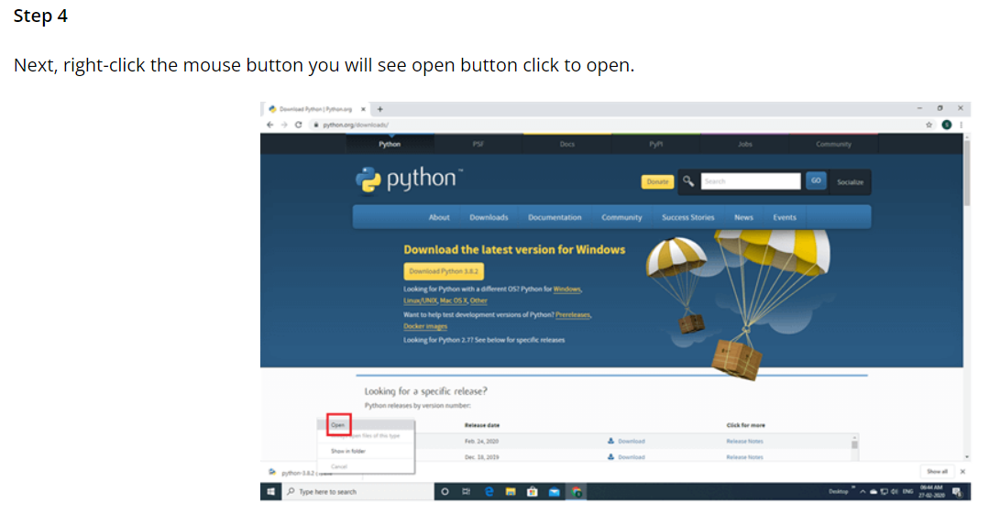 Step 4
Next, right-click the mouse button you will see open button click to open.
Download Python | Python.org
python.org/downloads/
Python PSF Docs PyPI Jobs Community
python™
Donate Search GO Socialize
About Downloads Documentation Community Success Stories News Events
Download the latest version for Windows
Download Python 3.8.2
Looking for Python with a different OS? Python for Windows,
Linux/UNIX, Mac OS X, Other
Want to help test development versions of Python? Prereleases,
Docker images
Looking for Python 2.7? See below for specific releases
Looking for a specific release?
Python releases by version number:
Release date Click for more
Open
open files of this type
Feb. 24, 2020 Download Release Notes
Show in folder
Dec. 18, 2019 Download Release Notes
Cancel
python-3.8.2
Show all
Type here to search
Desktop ENG
06:44 AM
27-02-2020